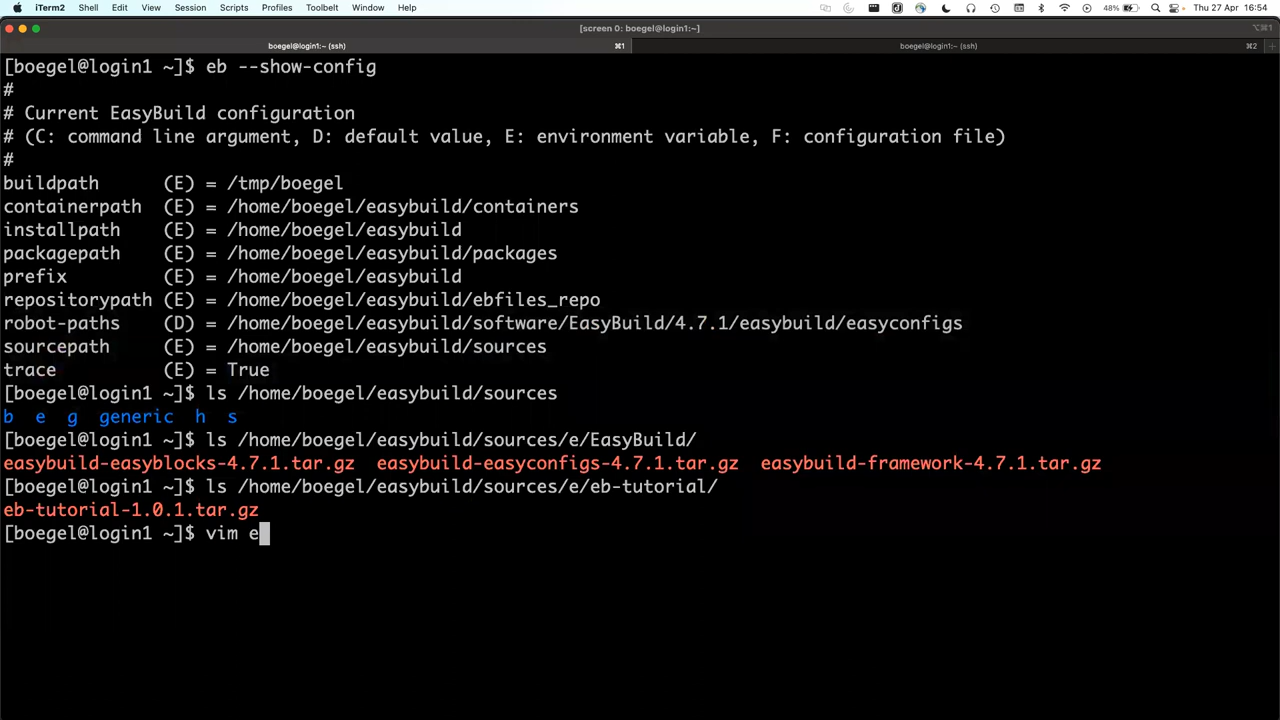 iTerm2 Shell Edit View Session Scripts Profiles Toolbelt Window Help 48% Thu 27 Apr 16:54
[screen 0: boegel@login1:~] ⌥⌘1
boegel@login1:~ (ssh) ⌘1 boegel@login1:~ (ssh) ⌘2
[boegel@login1 ~]$ eb --show-config
#
# Current EasyBuild configuration
# (C: command line argument, D: default value, E: environment variable, F: configuration file)
#
buildpath (E) = /tmp/boegel
containerpath (E) = /home/boegel/easybuild/containers
installpath (E) = /home/boegel/easybuild
packagepath (E) = /home/boegel/easybuild/packages
prefix (E) = /home/boegel/easybuild
repositorypath (E) = /home/boegel/easybuild/ebfiles_repo
robot-paths (D) = /home/boegel/easybuild/software/EasyBuild/4.7.1/easybuild/easyconfigs
sourcepath (E) = /home/boegel/easybuild/sources
trace (E) = True
[boegel@login1 ~]$ ls /home/boegel/easybuild/sources
b e g generic h s
[boegel@login1 ~]$ ls /home/boegel/easybuild/sources/e/EasyBuild/
easybuild-easyblocks-4.7.1.tar.gz easybuild-easyconfigs-4.7.1.tar.gz easybuild-framework-4.7.1.tar.gz
[boegel@login1 ~]$ ls /home/boegel/easybuild/sources/e/eb-tutorial/
eb-tutorial-1.0.1.tar.gz
[boegel@login1 ~]$ vim e